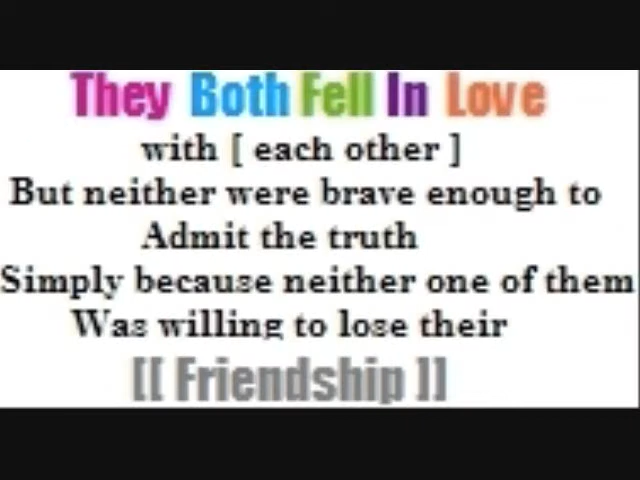 They Both Fell In Love
with [ each other ]
But neither were brave enough to
Admit the truth
Simply because neither one of them
Was willing to lose their
[[ Friendship ]]